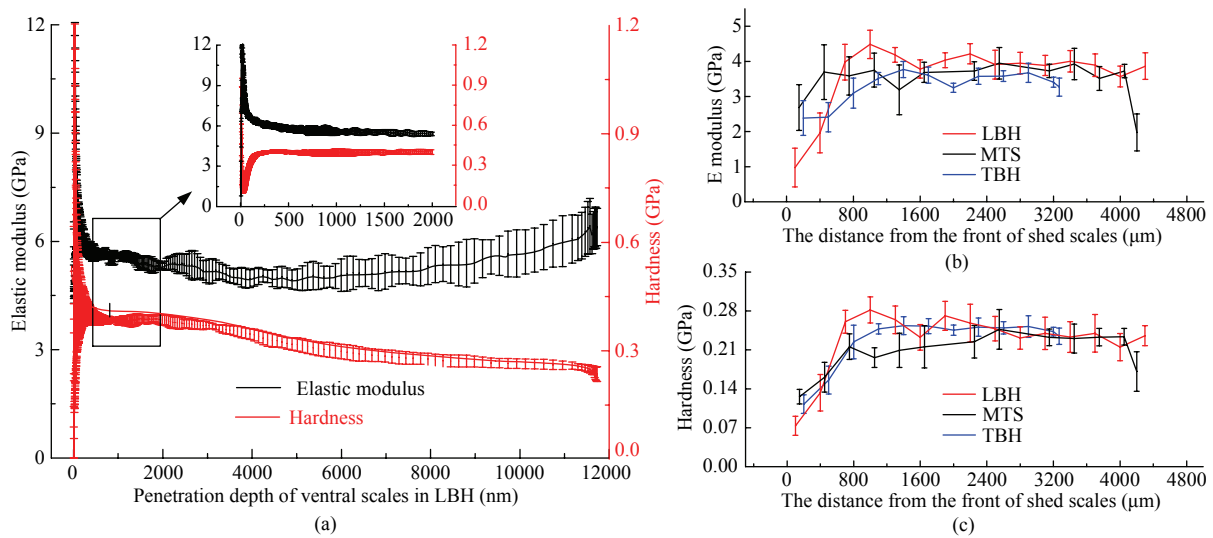 12
9
6
3
0
Elastic modulus (GPa)
1.2
0.9
0.6
0.3
0.0
Hardness (GPa)
12
9
6
3
0
1.2
0.9
0.6
0.3
0.0
0 500 1000 1500 2000
Elastic modulus
Hardness
0 2000 4000 6000 8000 10000 12000
Penetration depth of ventral scales in LBH (nm)
(a)
5
4
3
2
1
0
E modulus (GPa)
LBH
MTS
TBH
0 800 1600 2400 3200 4000 4800
The distance from the front of shed scales (μm)
(b)
0.35
0.28
0.21
0.14
0.07
0.00
Hardness (GPa)
LBH
MTS
TBH
0 800 1600 2400 3200 4000 4800
The distance from the front of shed scales (μm)
(c)